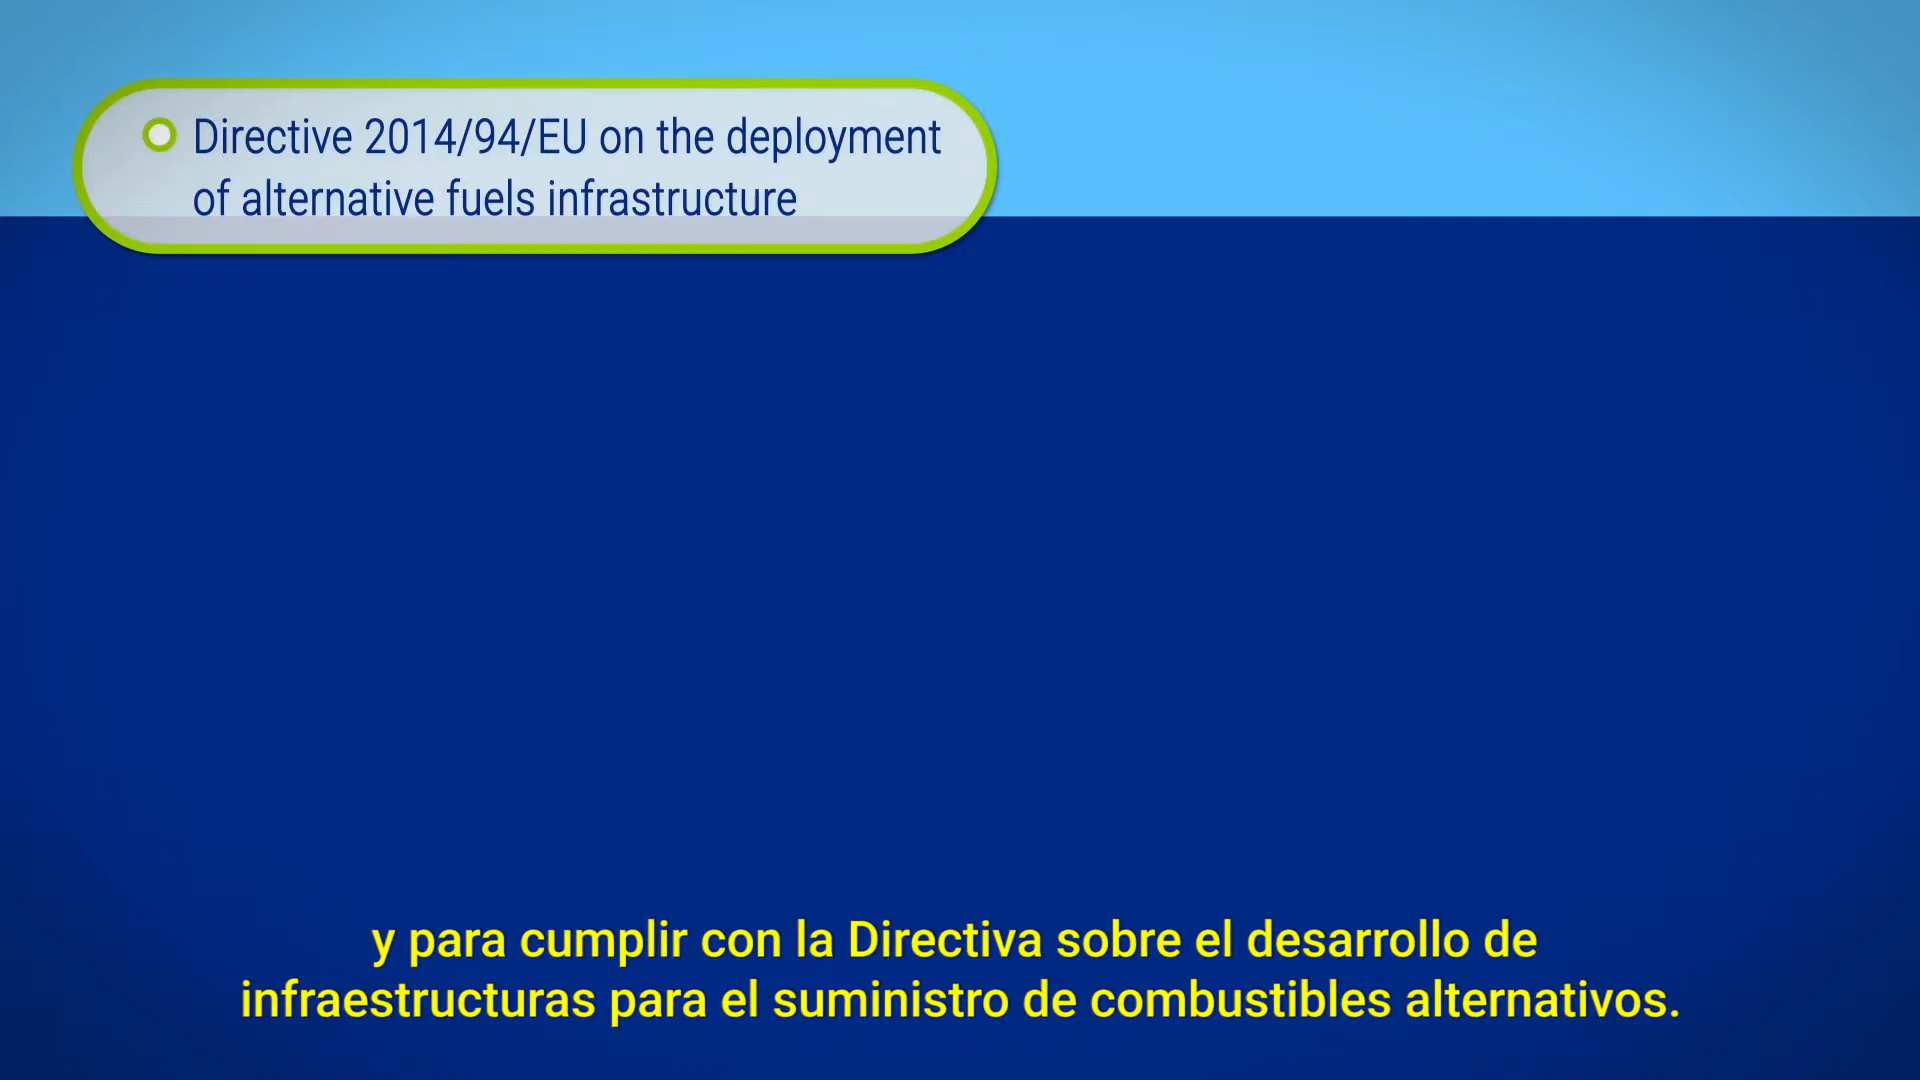 Directive 2014/94/EU on the deployment
of alternative fuels infrastructure
y para cumplir con la Directiva sobre el desarrollo de
infraestructuras para el suministro de combustibles alternativos.